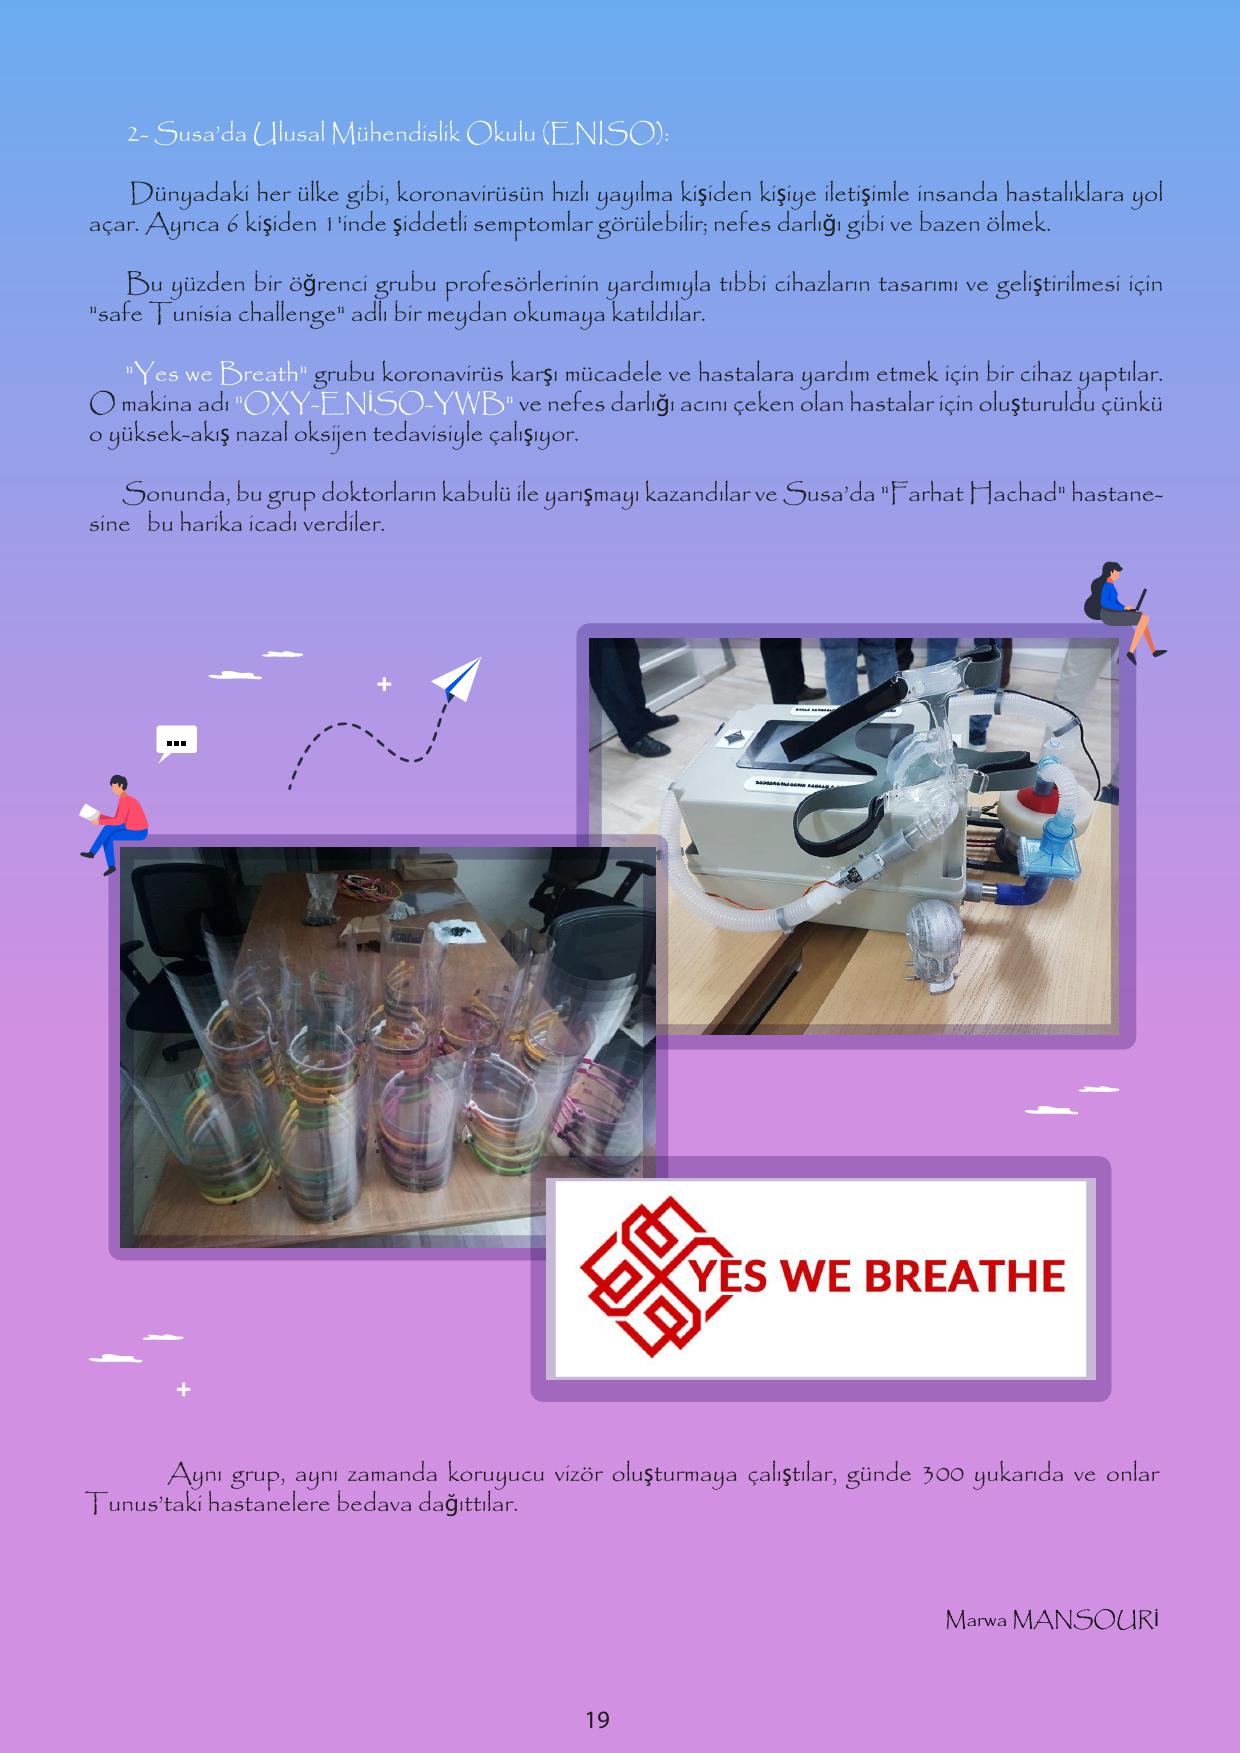 2- Susa’da Ulusal Mühendislik Okulu (ENISO):
Dünyadaki her ülke gibi, koronavirüsün hızlı yayılma kişiden kişiye iletişimle insanda hastalıklara yol
açar. Ayrıca 6 kişiden 1'inde şiddetli semptomlar görülebilir; nefes darlığı gibi ve bazen ölmek.
Bu yüzden bir öğrenci grubu profesörlerinin yardımıyla tıbbi cihazların tasarımı ve geliştirilmesi için
"safe Tunisia challenge" adlı bir meydan okumaya katıldılar.
"Yes we Breath" grubu koronavirüs karşı mücadele ve hastalara yardım etmek için bir cihaz yaptılar.
O makina adı "OXY-ENİSO-YWB" ve nefes darlığı acını çeken olan hastalar için oluşturuldu çünkü
o yüksek-akış nazal oksijen tedavisiyle çalışıyor.
Sonunda, bu grup doktorların kabulü ile yarışmayı kazandılar ve Susa’da "Farhat Hachad" hastane-
sine bu harika icadı verdiler.
YES WE BREATHE
Aynı grup, aynı zamanda koruyucu vizör oluşturmaya çalıştılar, günde 300 yukarıda ve onlar
Tunus’taki hastanelere bedava dağıttılar.
Marwa MANSOURİ
19